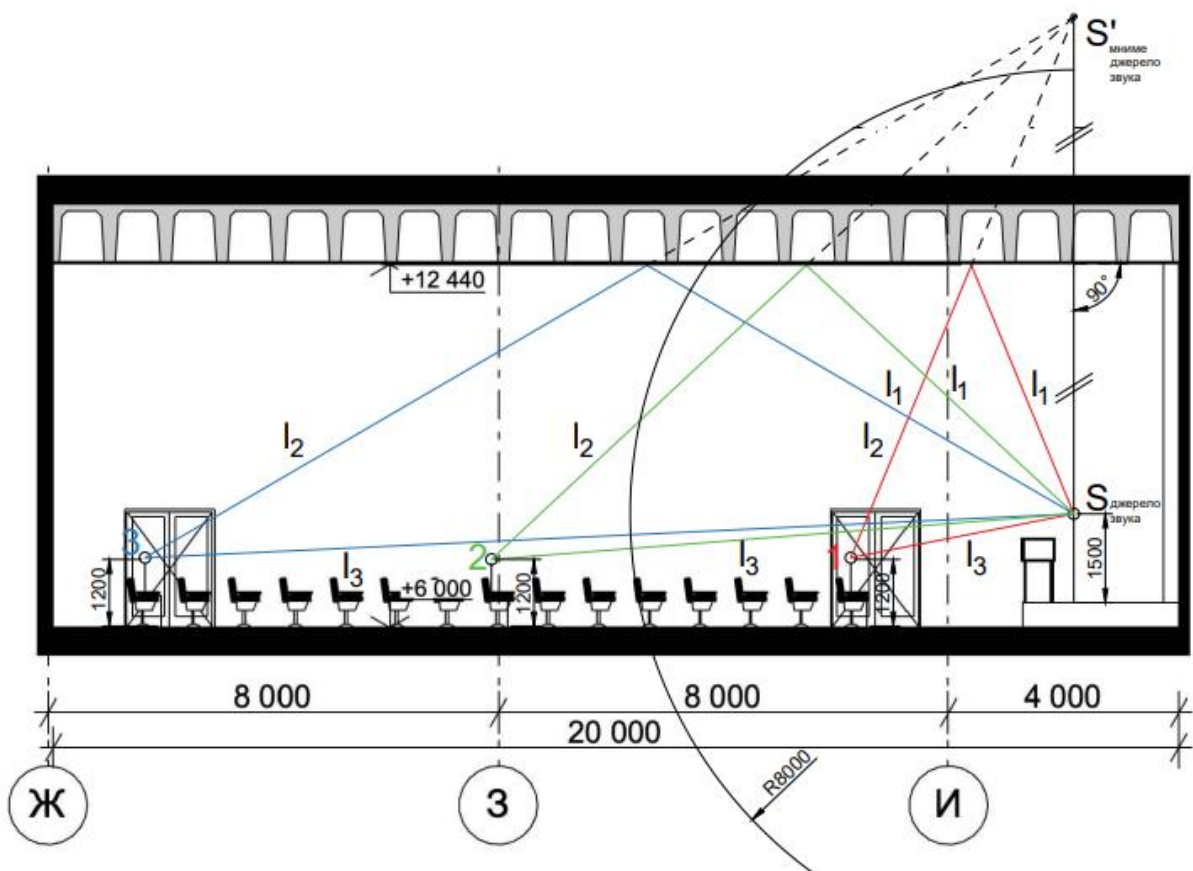 S'
мниме
джерело
звука
+12 440
90°
l₁
l₁
l₁
l₂
l₂
l₂
S джерело
звука
3
2
1
l₃
l₃
l₃
1200
+6 000
1200
1200
1500
8 000
8 000
4 000
20 000
R8000
Ж
З
И